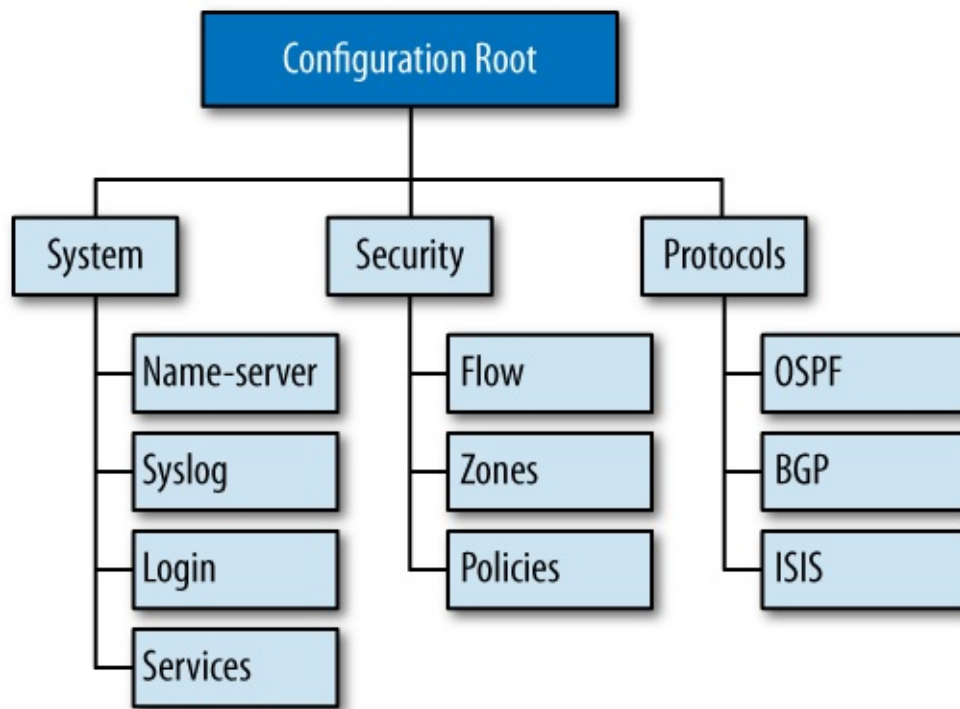 Configuration Root
System
Security
Protocols
Name-server
Syslog
Login
Services
Flow
Zones
Policies
OSPF
BGP
ISIS